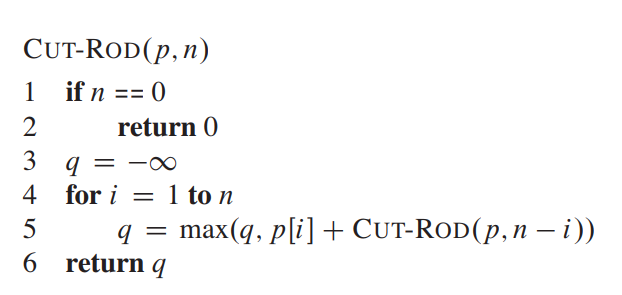 CUT-ROD(p, n)
1 if n == 0
2 return 0
3 q = −∞
4 for i = 1 to n
5 q = max(q, p[i] + CUT-ROD(p, n − i))
6 return q